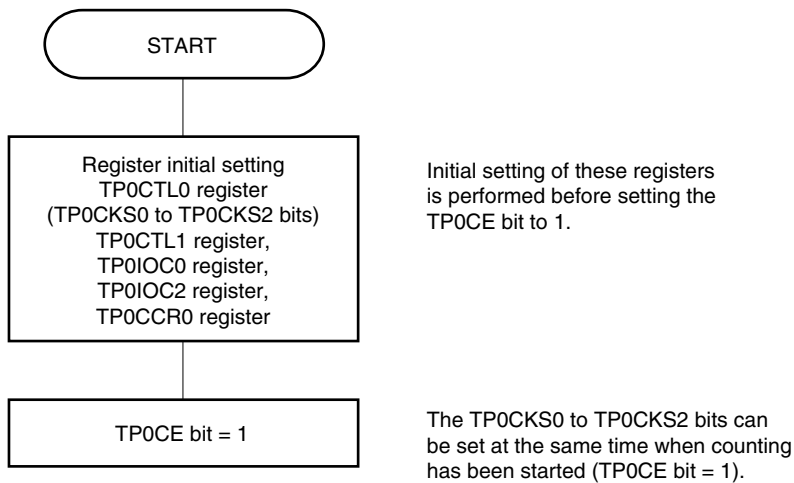 START
Register initial setting
TP0CTL0 register
(TP0CKS0 to TP0CKS2 bits)
TP0CTL1 register,
TP0IOC0 register,
TP0IOC2 register,
TP0CCR0 register
Initial setting of these registers
is performed before setting the
TP0CE bit to 1.
TP0CE bit = 1
The TP0CKS0 to TP0CKS2 bits can
be set at the same time when counting
has been started (TP0CE bit = 1).